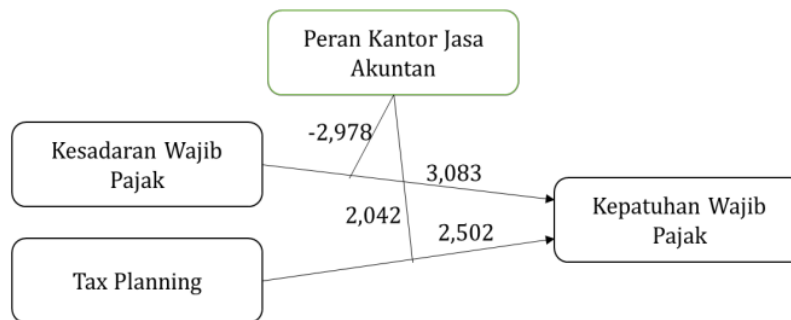 Peran Kantor Jasa
Akuntan
-2,978
Kesadaran Wajib
Pajak
3,083
Kepatuhan Wajib
Pajak
2,042
2,502
Tax Planning